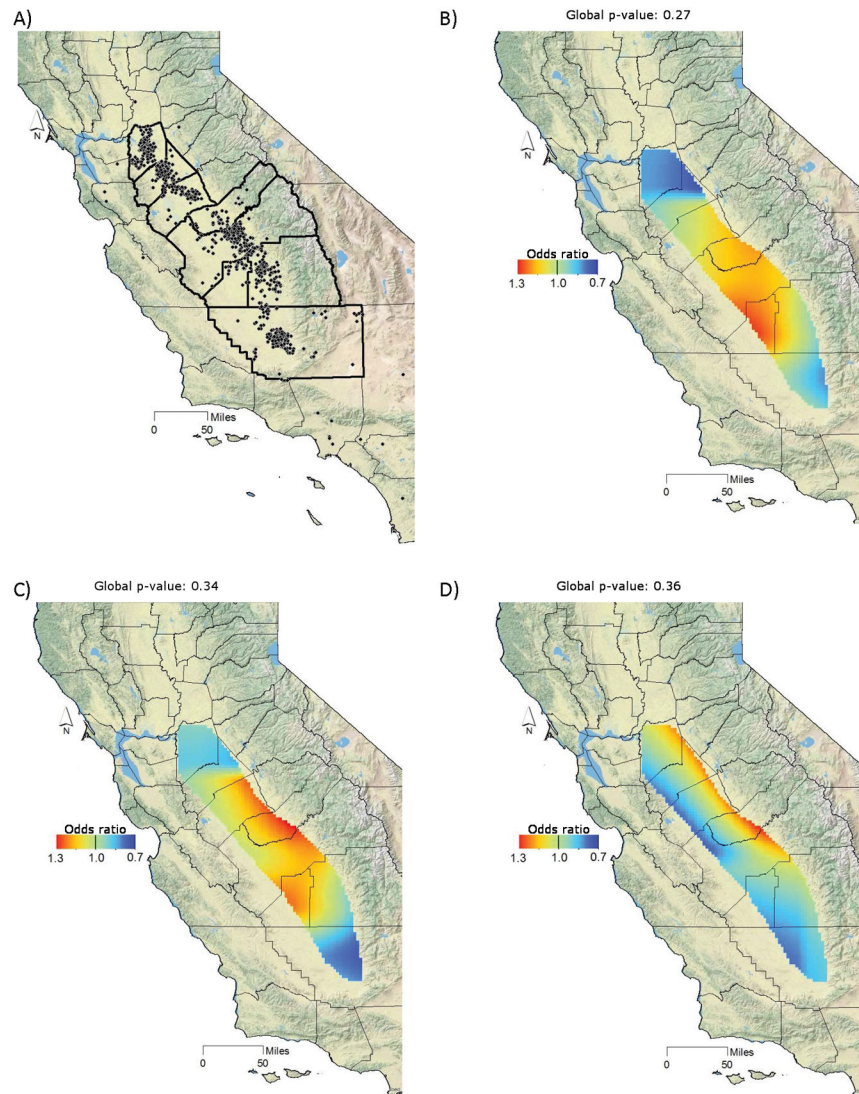 A)
N
Miles
0 50
B)
Global p-value: 0.27
N
Odds ratio
1.3 1.0 0.7
Miles
0 50
C)
Global p-value: 0.34
N
Odds ratio
1.3 1.0 0.7
Miles
0 50
D)
Global p-value: 0.36
N
Odds ratio
1.3 1.0 0.7
Miles
0 50